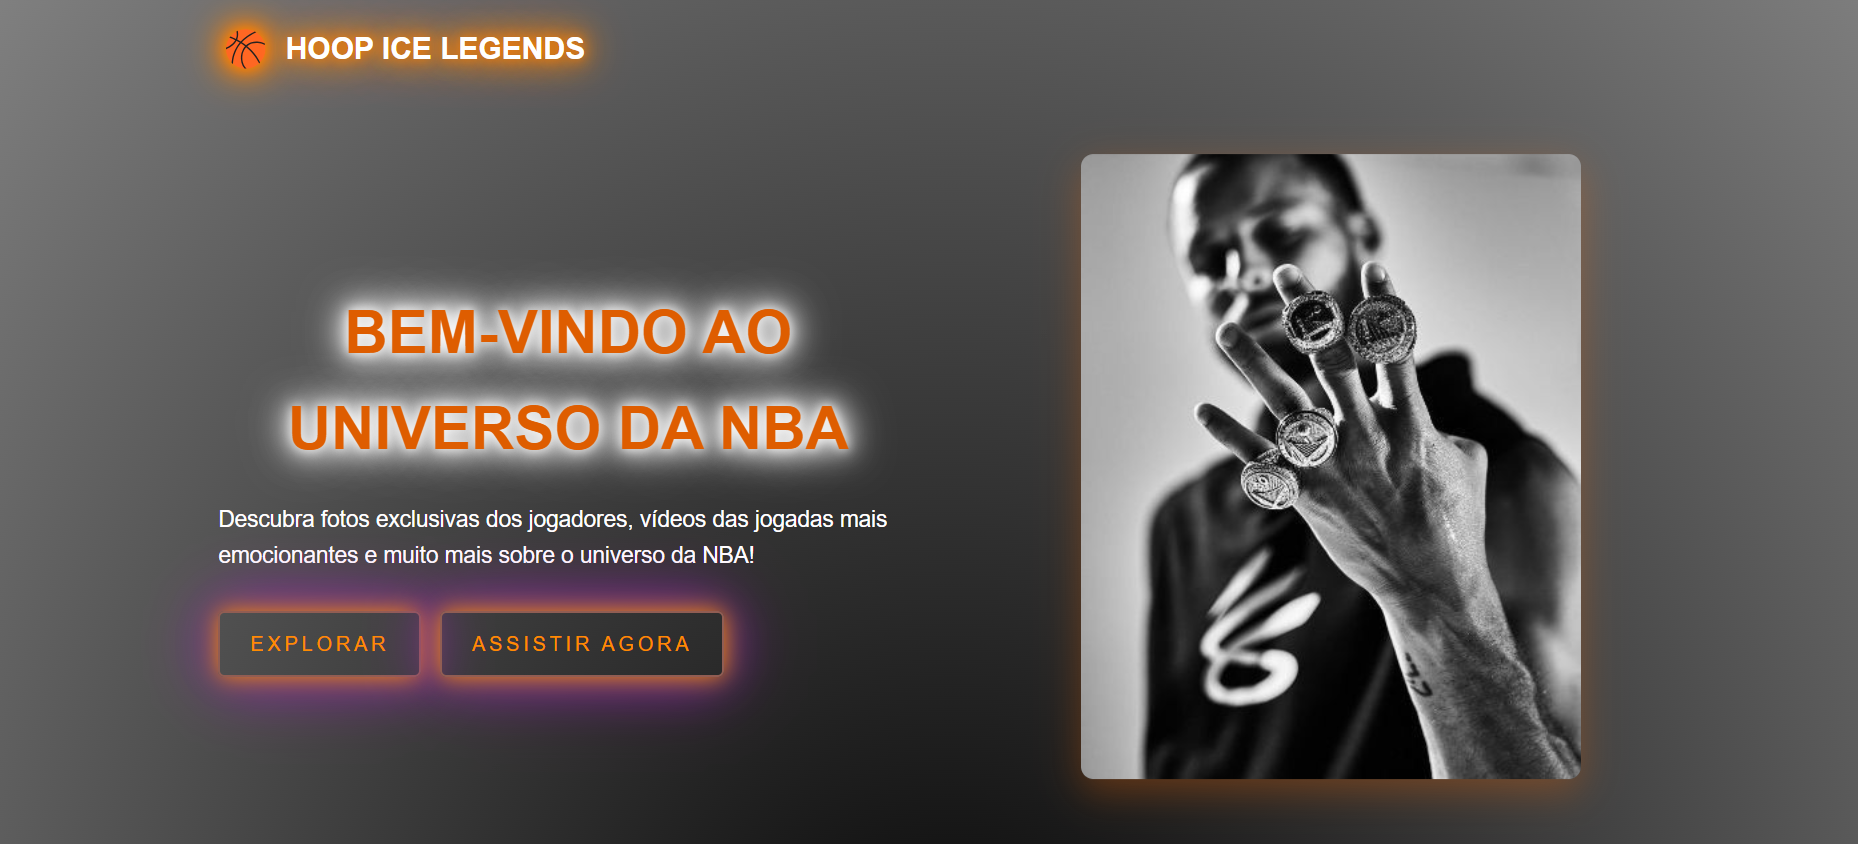 HOOP ICE LEGENDS
BEM-VINDO AO
UNIVERSO DA NBA
Descubra fotos exclusivas dos jogadores, vídeos das jogadas mais
emocionantes e muito mais sobre o universo da NBA!
EXPLORAR
ASSISTIR AGORA